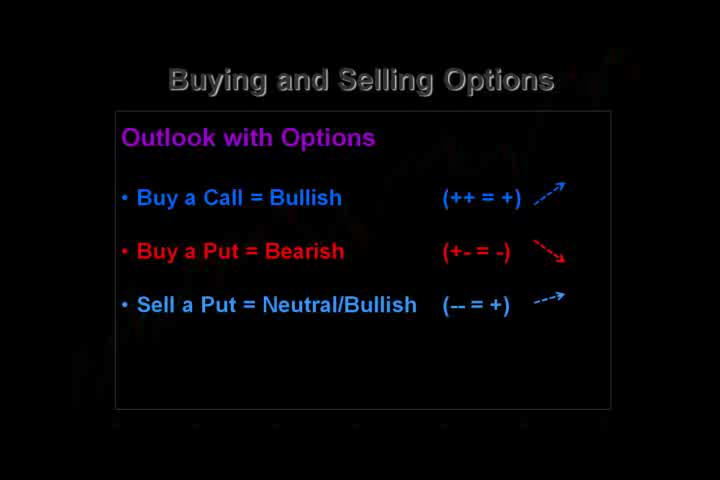 Buying and Selling Options
Outlook with Options
• Buy a Call = Bullish (++ = +)
• Buy a Put = Bearish (+- = -)
• Sell a Put = Neutral/Bullish (-- = +)